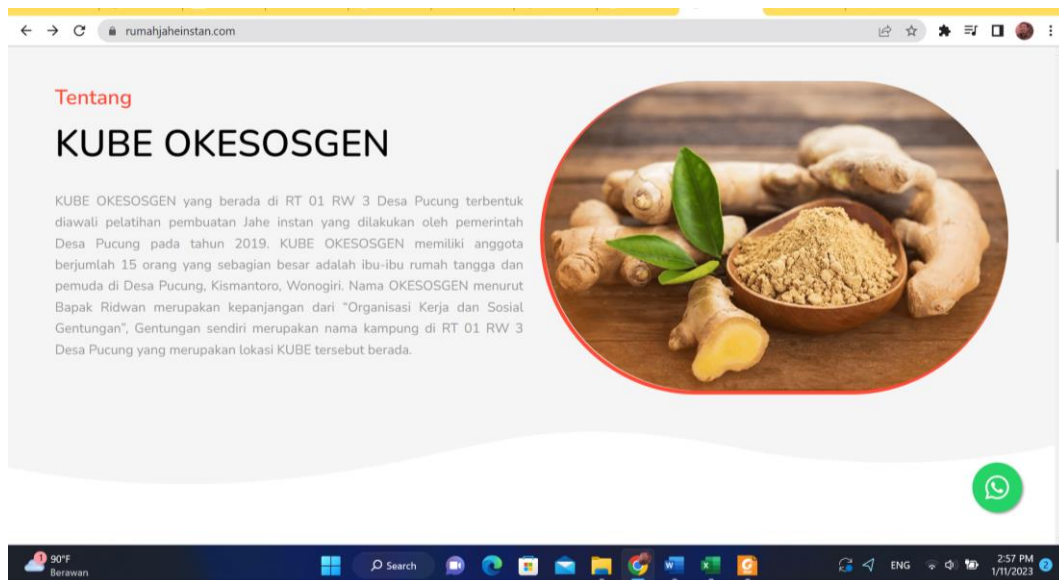 rumahjaheinstan.com
Tentang
KUBE OKESOSGEN
KUBE OKESOSGEN yang berada di RT 01 RW 3 Desa Pucung terbentuk
diawali pelatihan pembuatan Jahe instan yang dilakukan oleh pemerintah
Desa Pucung pada tahun 2019. KUBE OKESOSGEN memiliki anggota
berjumlah 15 orang yang sebagian besar adalah ibu-ibu rumah tangga dan
pemuda di Desa Pucung, Kismantoro, Wonogiri. Nama OKESOSGEN menurut
Bapak Ridwan merupakan kepanjangan dari “Organisasi Kerja dan Sosial
Gentungan”, Gentungan sendiri merupakan nama kampung di RT 01 RW 3
Desa Pucung yang merupakan lokasi KUBE tersebut berada.
1
90°F
Berawan
Search
ENG
2:57 PM
1/11/2023
2